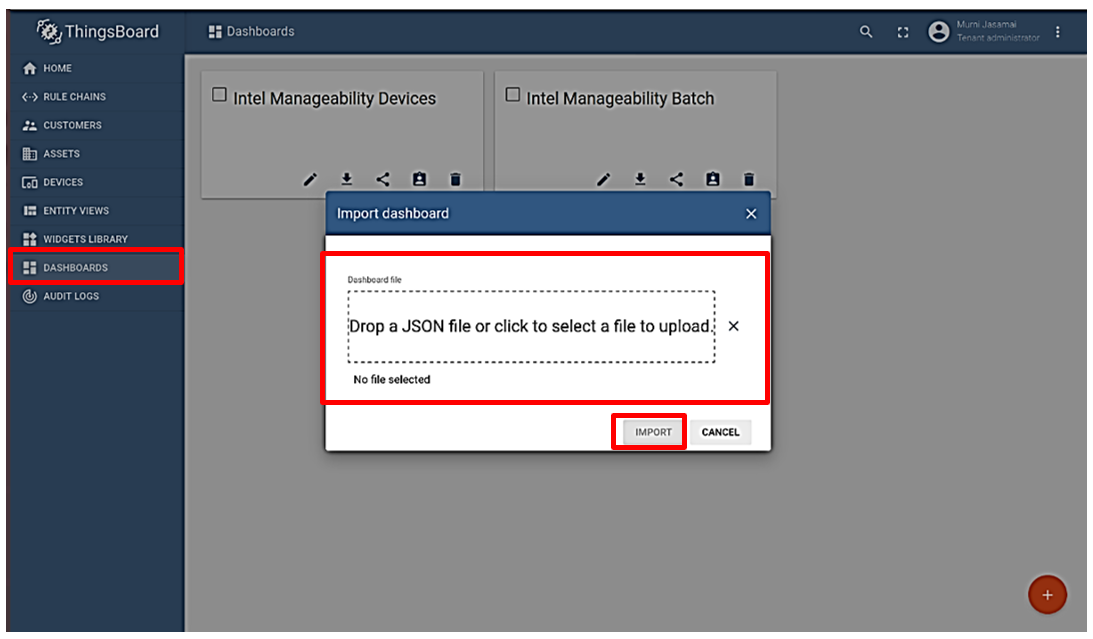 ThingsBoard
Dashboards
Murni Jasamai
Tenant administrator
HOME
RULE CHAINS
CUSTOMERS
ASSETS
DEVICES
ENTITY VIEWS
WIDGETS LIBRARY
DASHBOARDS
AUDIT LOGS
Intel Manageability Devices
Intel Manageability Batch
Import dashboard
Dashboard file
Drop a JSON file or click to select a file to upload.
No file selected
IMPORT
CANCEL